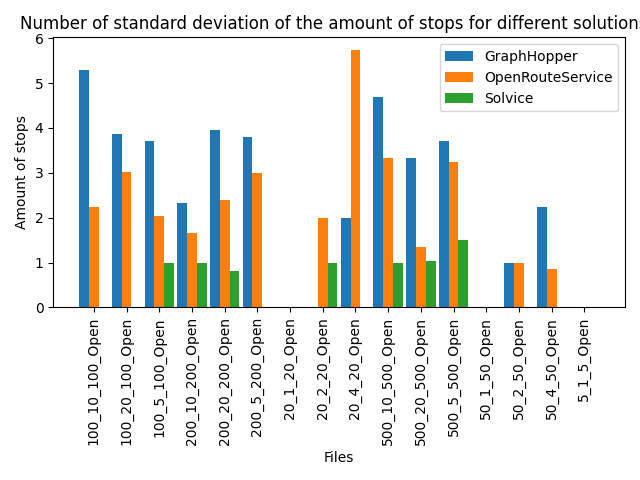 Number of standard deviation of the amount of stops for different solution
GraphHopper
OpenRouteService
Solvice
Amount of stops
6
5
4
3
2
1
0
100_10_100_Open
100_20_100_Open
100_5_100_Open
200_10_200_Open
200_20_200_Open
200_5_200_Open
20_1_20_Open
20_2_20_Open
20_4_20_Open
500_10_500_Open
500_20_500_Open
500_5_500_Open
50_1_50_Open
50_2_50_Open
50_4_50_Open
5_1_5_Open
Files